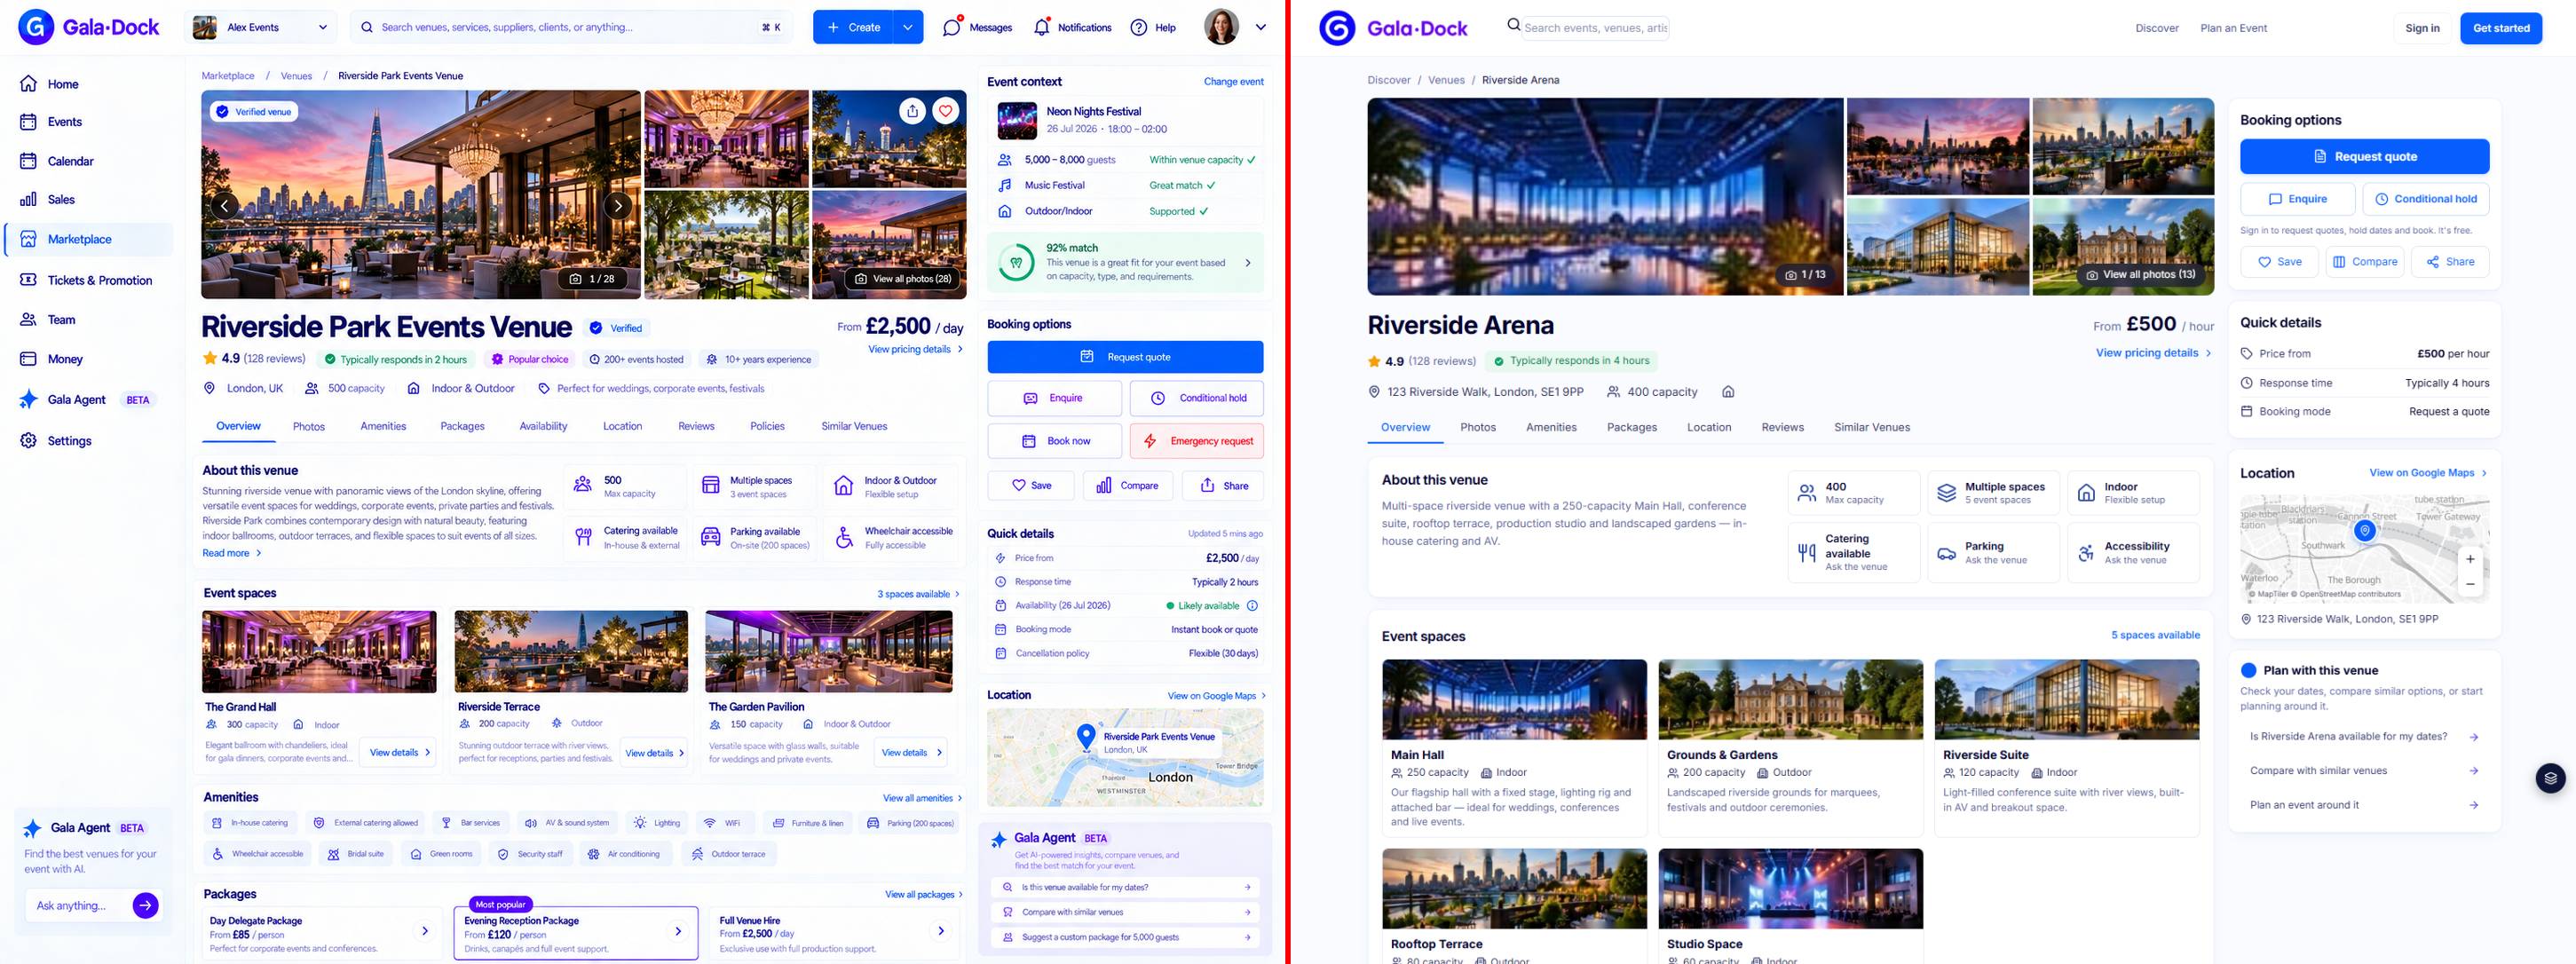 Gala·Dock
Alex Events
Search venues, services, suppliers, clients, or anything...
⌘ K
+ Create
Messages
Notifications
Help
Home
Events
Calendar
Sales
Marketplace
Tickets & Promotion
Team
Money
Gala Agent BETA
Settings
Gala Agent BETA
Find the best venues for your
event with AI.
Ask anything...
Marketplace / Venues / Riverside Park Events Venue
Verified venue
1 / 28
View all photos (28)
Riverside Park Events Venue
Verified
From £2,500 / day
View pricing details
4.9 (128 reviews)
Typically responds in 2 hours
Popular choice
200+ events hosted
10+ years experience
London, UK
500 capacity
Indoor & Outdoor
Perfect for weddings, corporate events, festivals
Overview
Photos
Amenities
Packages
Availability
Location
Reviews
Policies
Similar Venues
About this venue
Stunning riverside venue with panoramic views of the London skyline, offering
versatile event spaces for weddings, corporate events, private parties and festivals.
Riverside Park combines contemporary design with natural beauty, featuring
indoor ballrooms, outdoor terraces, and flexible spaces to suit events of all sizes.
Read more
500
Max capacity
Multiple spaces
3 event spaces
Indoor & Outdoor
Flexible setup
Catering available
In-house & external
Parking available
On-site (200 spaces)
Wheelchair accessible
Fully accessible
Event spaces
3 spaces available
The Grand Hall
300 capacity
Indoor
Elegant ballroom with chandeliers, ideal
for gala dinners, corporate events and...
View details
Riverside Terrace
200 capacity
Outdoor
Stunning outdoor terrace with river views,
perfect for receptions, parties and festivals.
View details
The Garden Pavilion
150 capacity
Indoor & Outdoor
Versatile space with glass walls, suitable
for weddings and private events.
View details
Amenities
View all amenities
In-house catering
External catering allowed
Bar services
AV & sound system
Lighting
WiFi
Furniture & linen
Parking (200 spaces)
Wheelchair accessible
Bridal suite
Green rooms
Security staff
Air conditioning
Outdoor terrace
Packages
View all packages
Day Delegate Package
From £85 / person
Perfect for corporate events and conferences.
Most popular
Evening Reception Package
From £120 / person
Drinks, canapés and full event support.
Full Venue Hire
From £2,500 / day
Exclusive use with full production support.
Event context
Change event
Neon Nights Festival
26 Jul 2026 • 18:00 – 02:00
5,000 – 8,000 guests
Within venue capacity
Music Festival
Great match
Outdoor/Indoor
Supported
92% match
This venue is a great fit for your event based
on capacity, type, and requirements.
Booking options
Request quote
Enquire
Conditional hold
Book now
Emergency request
Save
Compare
Share
Quick details
Updated 5 mins ago
Price from
£2,500 / day
Response time
Typically 2 hours
Availability (26 Jul 2026)
Likely available
Booking mode
Instant book or quote
Cancellation policy
Flexible (30 days)
Location
View on Google Maps
Riverside Park Events Venue
London, UK
Tower Bridge
London
WESTMINSTER
Gala Agent BETA
Get AI-powered insights, compare venues, and
find the best match for your event.
Is this venue available for my dates?
Compare with similar venues
Suggest a custom package for 5,000 guests
Gala·Dock
Search events, venues, artis
Discover
Plan an Event
Sign in
Get started
Discover / Venues / Riverside Arena
1 / 13
View all photos (13)
Riverside Arena
From £500 / hour
View pricing details
4.9 (128 reviews)
Typically responds in 4 hours
123 Riverside Walk, London, SE1 9PP
400 capacity
Overview
Photos
Amenities
Packages
Location
Reviews
Similar Venues
About this venue
Multi-space riverside venue with a 250-capacity Main Hall, conference
suite, rooftop terrace, production studio and landscaped gardens — in-
house catering and AV.
400
Max capacity
Multiple spaces
5 event spaces
Indoor
Flexible setup
Catering
available
Ask the venue
Parking
Ask the venue
Accessibility
Ask the venue
Event spaces
5 spaces available
Main Hall
250 capacity
Indoor
Our flagship hall with a fixed stage, lighting rig and
attached bar — ideal for weddings, conferences
and live events.
Grounds & Gardens
200 capacity
Outdoor
Landscaped riverside grounds for marquees,
festivals and outdoor ceremonies.
Riverside Suite
120 capacity
Indoor
Light-filled conference suite with river views, built-
in AV and breakout space.
Rooftop Terrace
80 capacity
Outdoor
Studio Space
60 capacity
Indoor
Booking options
Request quote
Enquire
Conditional hold
Sign in to request quotes, hold dates and book. It's free.
Save
Compare
Share
Quick details
Price from
£500 per hour
Response time
Typically 4 hours
Booking mode
Request a quote
Location
View on Google Maps
tube station
Blackfriars
station
Cannon Street
Tower Gateway
Southwark
Waterloo
The Borough
© MapTiler © OpenStreetMap contributors
123 Riverside Walk, London, SE1 9PP
Plan with this venue
Check your dates, compare similar options, or start
planning around it.
Is Riverside Arena available for my dates?
Compare with similar venues
Plan an event around it